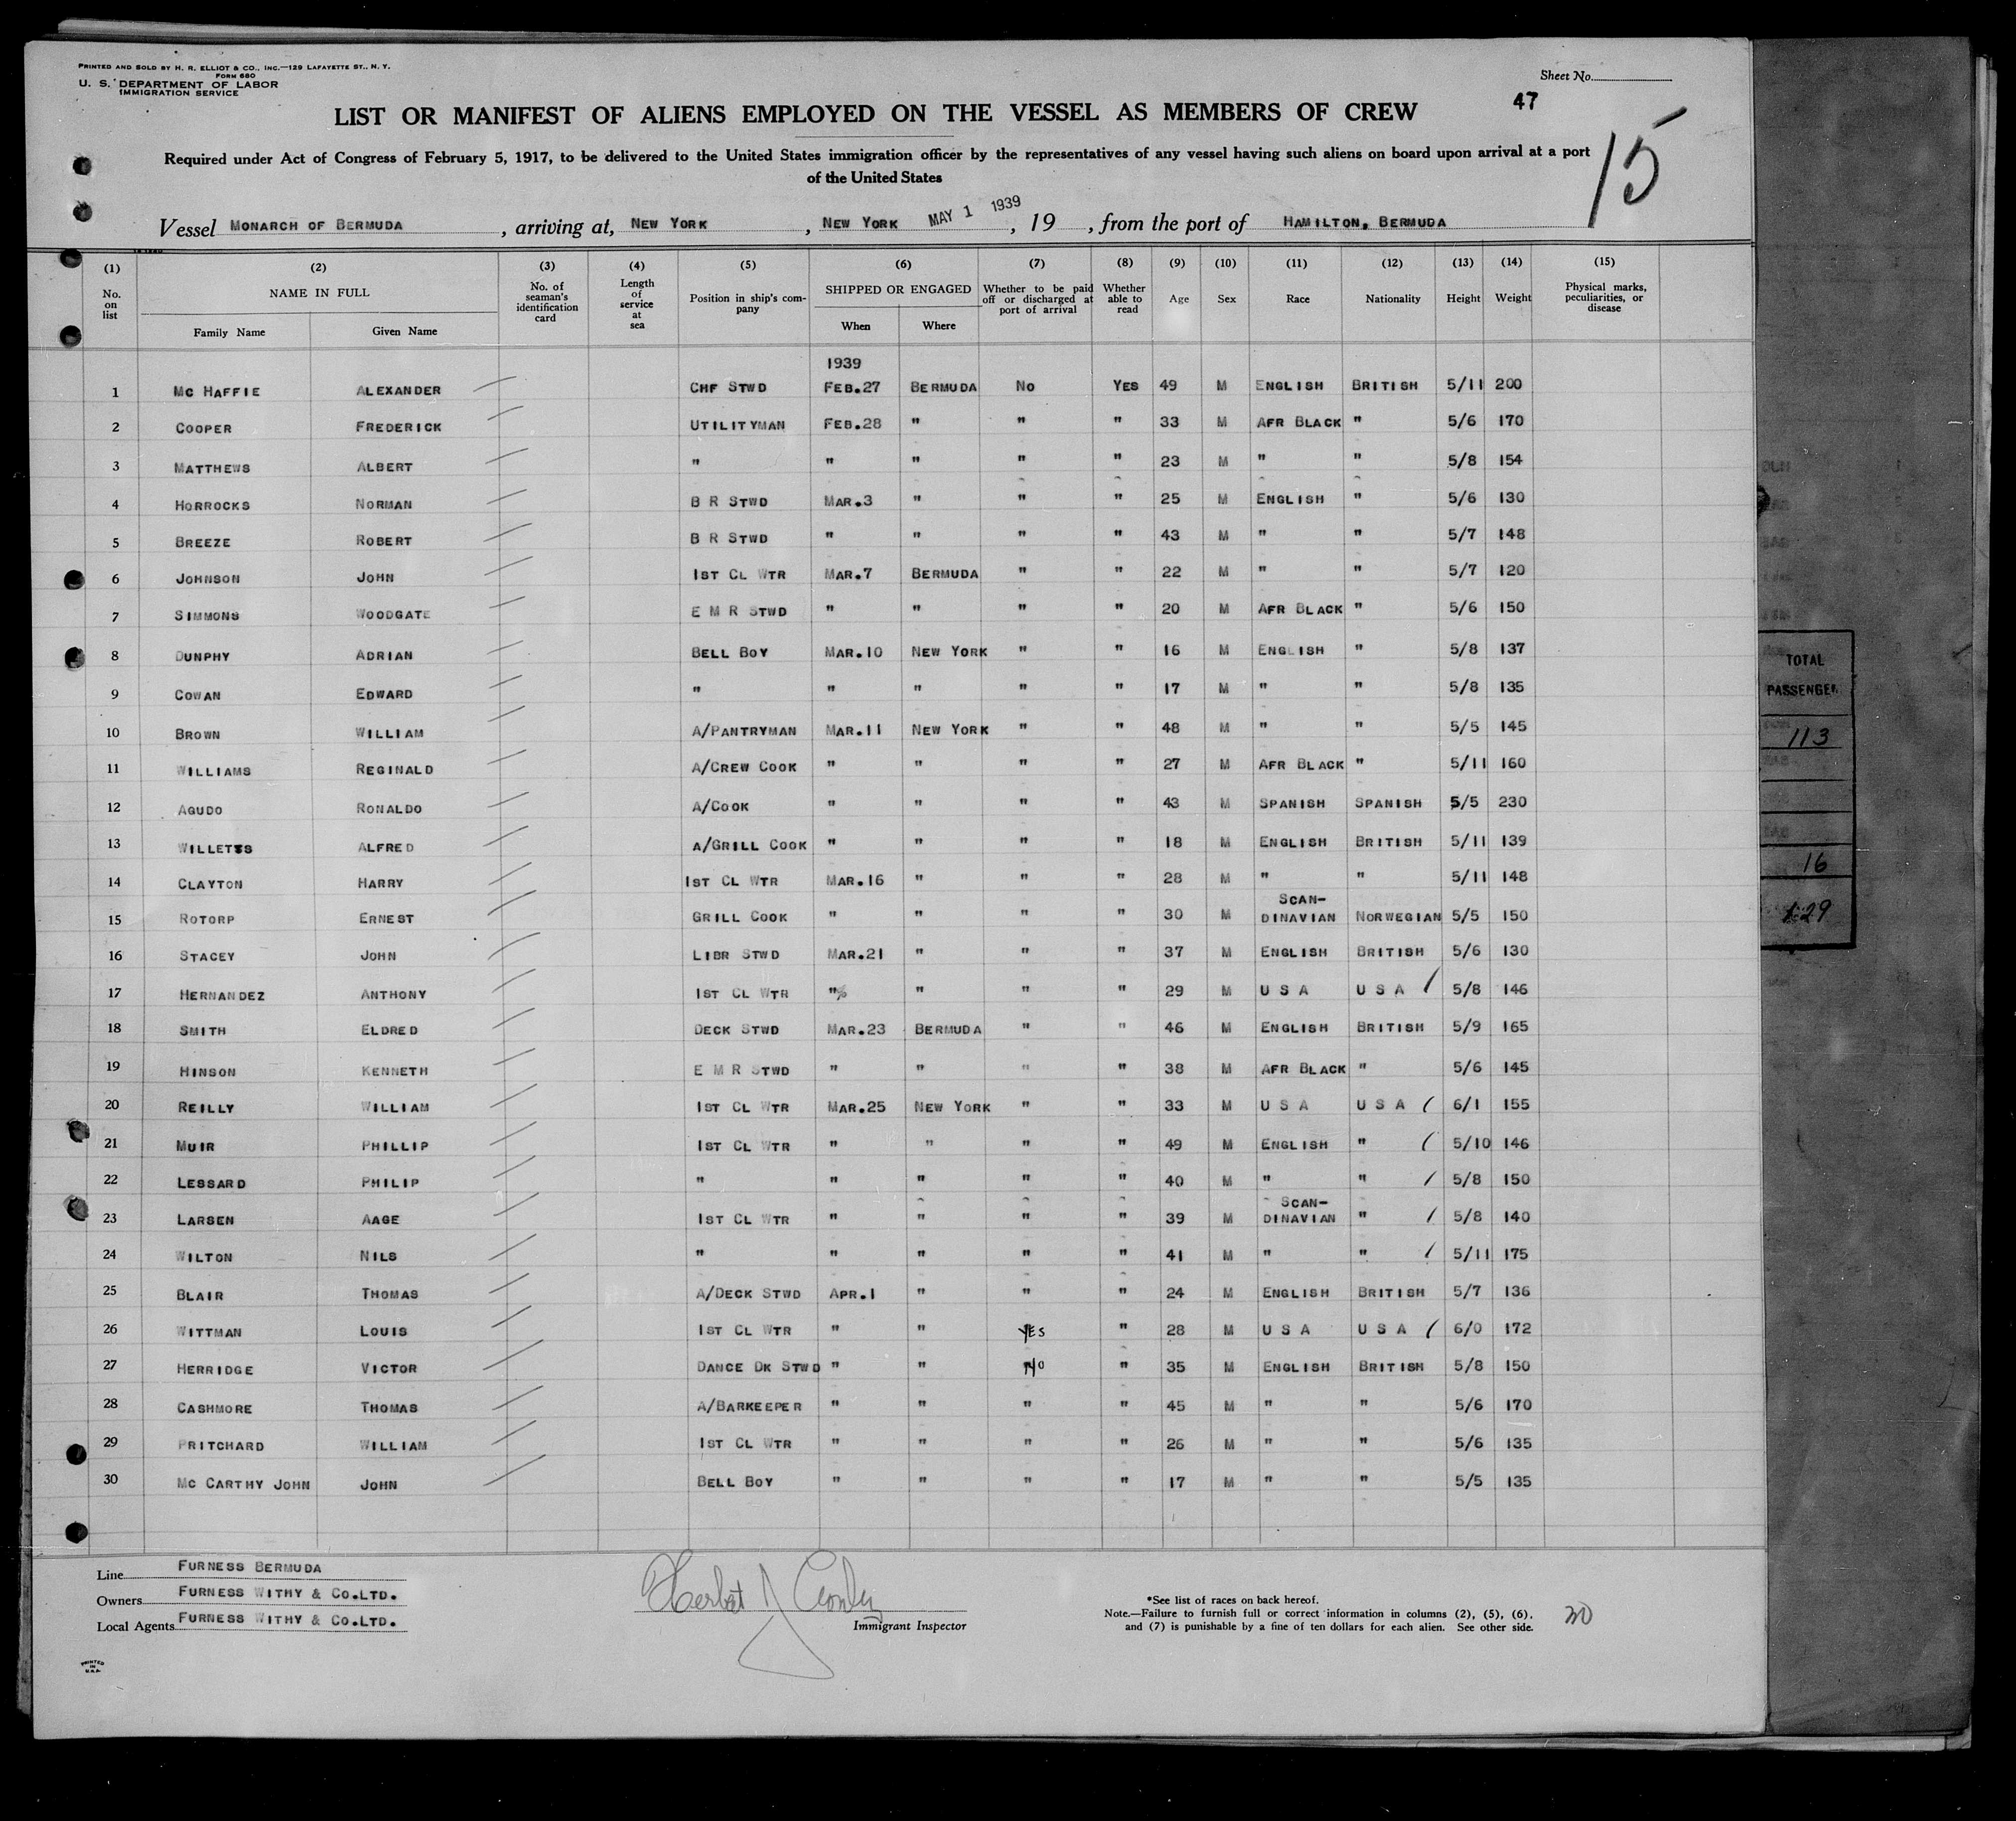 PRINTED AND SOLD BY H. R. ELLIOT & CO., INC.—129 LAFAYETTE ST., N. Y.
FORM 680
U. S. DEPARTMENT OF LABOR
IMMIGRATION SERVICE
Sheet No.
47
15
LIST OR MANIFEST OF ALIENS EMPLOYED ON THE VESSEL AS MEMBERS OF CREW
Required under Act of Congress of February 5, 1917, to be delivered to the United States immigration officer by the representatives of any vessel having such aliens on board upon arrival at a port
of the United States
Vessel MONARCH OF BERMUDA, arriving at, NEW YORK, NEW YORK MAY 1 1939, 19 , from the port of HAMILTON, BERMUDA
(1) (2) (3) (4) (5) (6) (7) (8) (9) (10) (11) (12) (13) (14) (15)
No. on list NAME IN FULL Family Name Given Name No. of seaman's identification card Length of service at sea Position in ship's company SHIPPED OR ENGAGED When Where Whether to be paid off or discharged at port of arrival Whether able to read Age Sex Race Nationality Height Weight Physical marks, peculiarities, or disease
1939
1 MC HAFFIE ALEXANDER CHF STWD FEB.27 BERMUDA NO YES 49 M ENGLISH BRITISH 5/11 200
2 COOPER FREDERICK UTILITYMAN FEB.28 " " " 33 M AFR BLACK " 5/6 170
3 MATTHEWS ALBERT " " " " " 23 M " " 5/8 154
4 HORROCKS NORMAN B R STWD MAR.3 " " " 25 M ENGLISH " 5/6 130
5 BREEZE ROBERT B R STWD " " " " 43 M " " 5/7 148
6 JOHNSON JOHN 1ST CL WTR MAR.7 BERMUDA " " 22 M " " 5/7 120
7 SIMMONS WOODGATE E M R STWD " " " " 20 M AFR BLACK " 5/6 150
8 DUNPHY ADRIAN BELL BOY MAR.10 NEW YORK " " 16 M ENGLISH " 5/8 137
9 COWAN EDWARD " " " " " 17 M " " 5/8 135
10 BROWN WILLIAM A/PANTRYMAN MAR.11 NEW YORK " " 48 M " " 5/5 145
11 WILLIAMS REGINALD A/CREW COOK " " " " 27 M AFR BLACK " 5/11 160
12 AGUDO RONALDO A/COOK " " " " 43 M SPANISH SPANISH 5/5 230
13 WILLETTS ALFRED A/GRILL COOK " " " " 18 M ENGLISH BRITISH 5/11 139
14 CLAYTON HARRY 1ST CL WTR MAR.16 " " " 28 M " " 5/11 148
15 ROTORP ERNEST GRILL COOK " " " " 30 M SCAN-DINAVIAN NORWEGIAN 5/5 150
16 STACEY JOHN LIBR STWD MAR.21 " " " 37 M ENGLISH BRITISH 5/6 130
17 HERNANDEZ ANTHONY 1ST CL WTR " " " " 29 M U S A U S A 5/8 146
18 SMITH ELDRED DECK STWD MAR.23 BERMUDA " " 46 M ENGLISH BRITISH 5/9 165
19 HINSON KENNETH E M R STWD " " " " 38 M AFR BLACK " 5/6 145
20 REILLY WILLIAM 1ST CL WTR MAR.25 NEW YORK " " 33 M U S A U S A 6/1 155
21 MUIR PHILLIP 1ST CL WTR " " " " 49 M ENGLISH " 5/10 146
22 LESSARD PHILIP " " " " " 40 M " " 5/8 150
23 LARSEN AAGE 1ST CL WTR " " " " 39 M SCAN-DINAVIAN " 5/8 140
24 WILTON NILS " " " " " 41 M " " 5/11 175
25 BLAIR THOMAS A/DECK STWD APR.1 " " " 24 M ENGLISH BRITISH 5/7 136
26 WITTMAN LOUIS 1ST CL WTR " " YES " 28 M U S A U S A 6/0 172
27 HERRIDGE VICTOR DANCE DK STWD " " NO " 35 M ENGLISH BRITISH 5/8 150
28 CASHMORE THOMAS A/BARKEEPER " " " " 45 M " " 5/6 170
29 PRITCHARD WILLIAM 1ST CL WTR " " " " 26 M " " 5/6 135
30 MC CARTHY JOHN JOHN BELL BOY " " " " 17 M " " 5/5 135
Line FURNESS BERMUDA
Owners FURNESS WITHY & CO.LTD.
Local Agents FURNESS WITHY & CO.LTD.
Herbert J
Immigrant Inspector
*See list of races on back hereof.
Note.—Failure to furnish full or correct information in columns (2), (5), (6),
and (7) is punishable by a fine of ten dollars for each alien. See other side.
30
PRINTED
IN
U.S.A.
TOTAL
PASSENGER
113
16
129